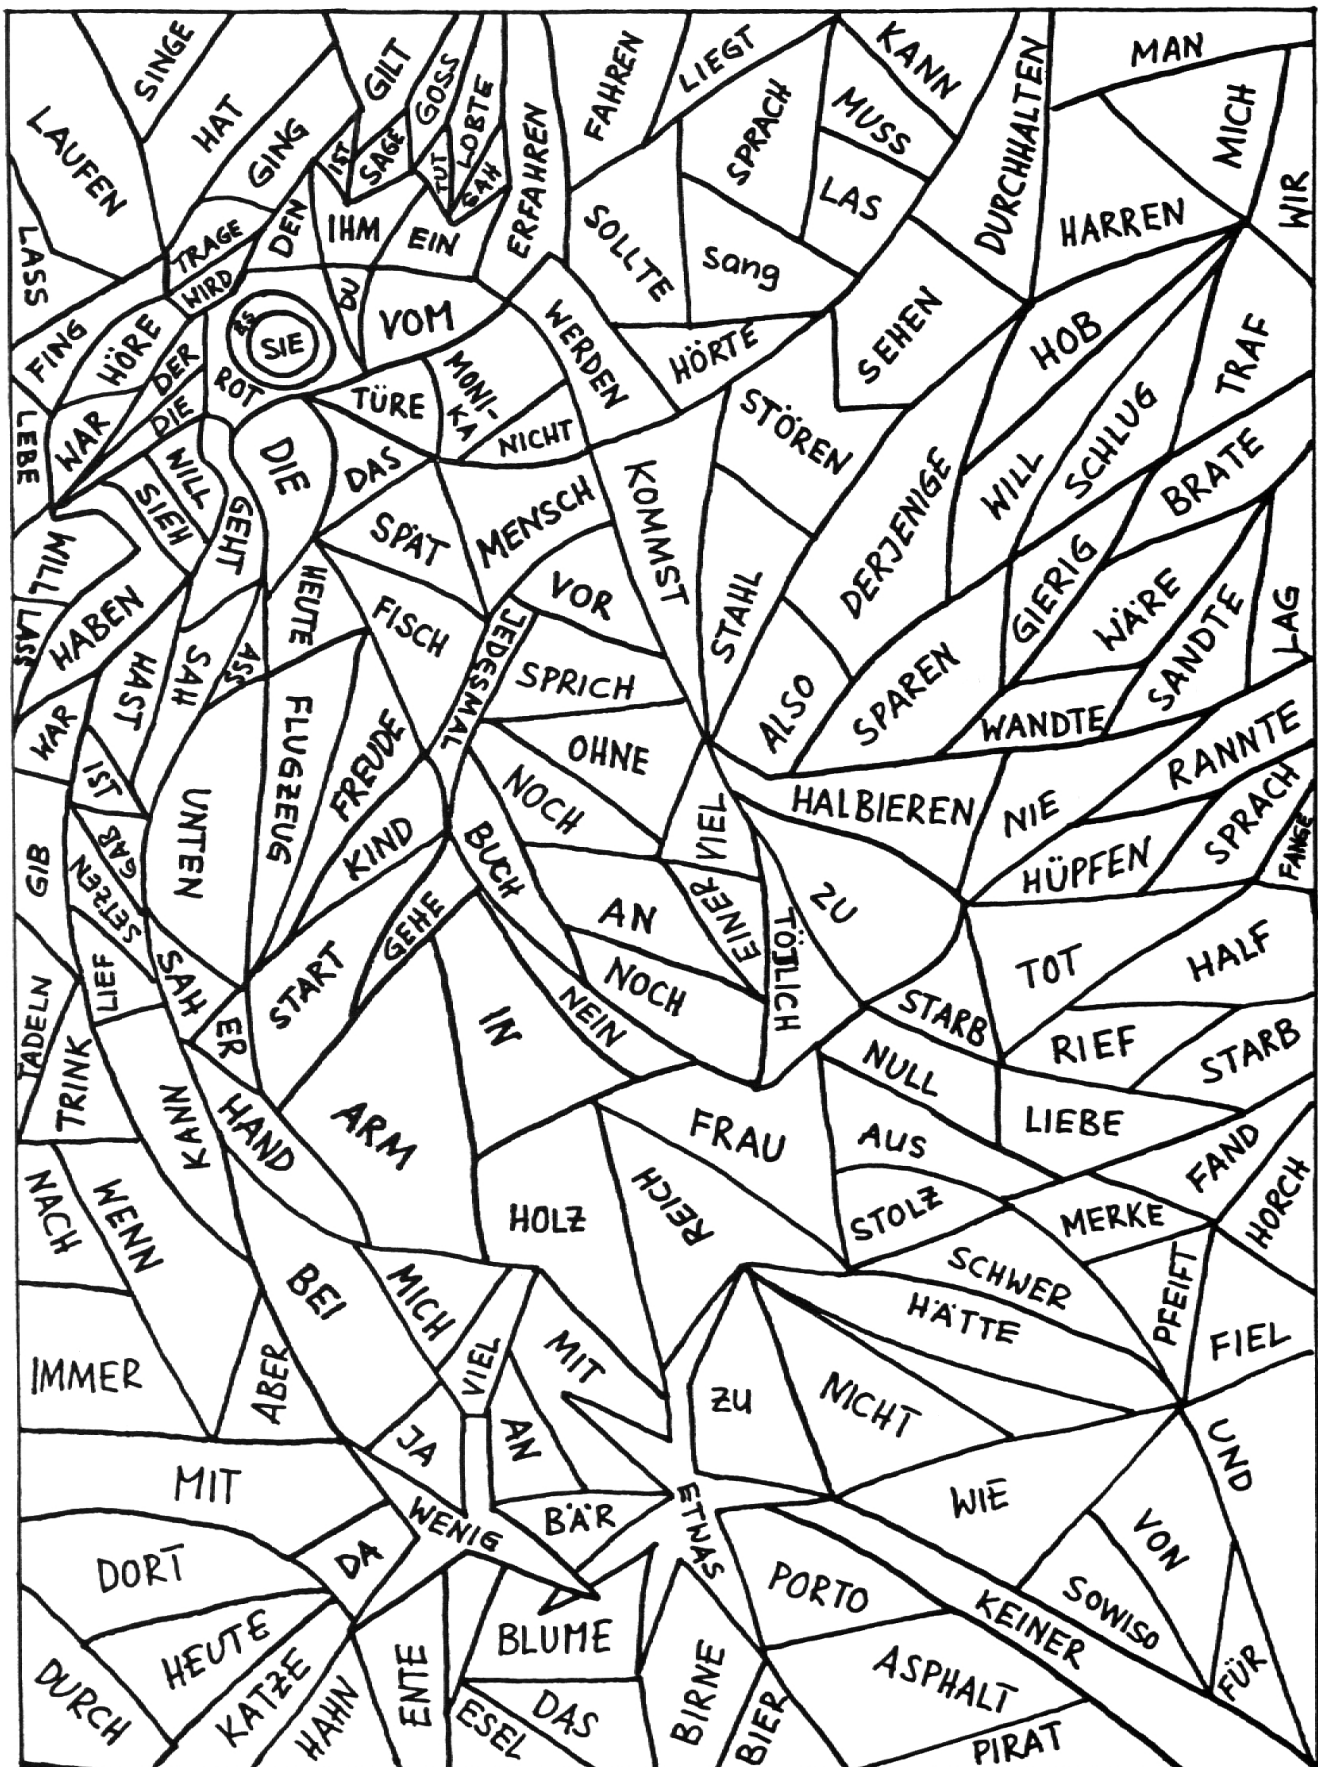 SINGE
HAT
LAUFEN
GILT
GOSS
LOBTE
FAHREN
LIEGT
KANN
DURCHHALTEN
MAN
MICH
WIR
GING
IST
SAGE
TUT
SAH
ERFAHREN
SPRACH
MUSS
LAS
HARREN
LASS
TRAGE
DEN
IHM
EIN
SOLLTE
sang
SEHEN
WIRD
ES
SIE
DU
VOM
WERDEN
HÖRTE
HOB
TRAF
FING
HÖRE
DER
ROT
TÜRE
MONI-
KA
NICHT
STÖREN
SCHLUG
LEBE
WAR
DIE
DIE
DAS
KOMMST
DERJENIGE
WILL
BRATE
WILL
SIEH
GEHT
SPÄT
MENSCH
WILL
HABEN
HEUTE
FISCH
JEDESMAL
VOR
STAHL
GIERIG
WÄRE
SANDTE
LAG
LASS
HAST
SAH
ASS
SPRICH
ALSO
SPAREN
WANDTE
WAR
IST
FLUGZEUG
FREUDE
OHNE
HALBIEREN
NIE
RANNTE
GIB
GAB
SETZEN
UNTEN
KIND
BUCH
NOCH
VIEL
ZU
HÜPFEN
SPRACH
FANGE
LIEF
SAH
START
GEHE
AN
EINER
TÖTLICH
TOT
HALF
TADELN
TRINK
ER
IN
NEIN
NOCH
STARB
RIEF
STARB
KANN
HAND
ARM
FRAU
NULL
AUS
LIEBE
FAND
NACH
WENN
HOLZ
REICH
STOLZ
MERKE
HORCH
BEI
MICH
SCHWER
HÄTTE
PFEIFT
FIEL
IMMER
ABER
VIEL
MIT
ZU
NICHT
UND
JA
AN
MIT
WENIG
BÄR
ETWAS
WIE
VON
DORT
DA
PORTO
KEINER
SOWISO
FÜR
DURCH
HEUTE
KATZE
HAHN
ENTE
BLUME
ESEL
DAS
BIRNE
BIER
ASPHALT
PIRAT